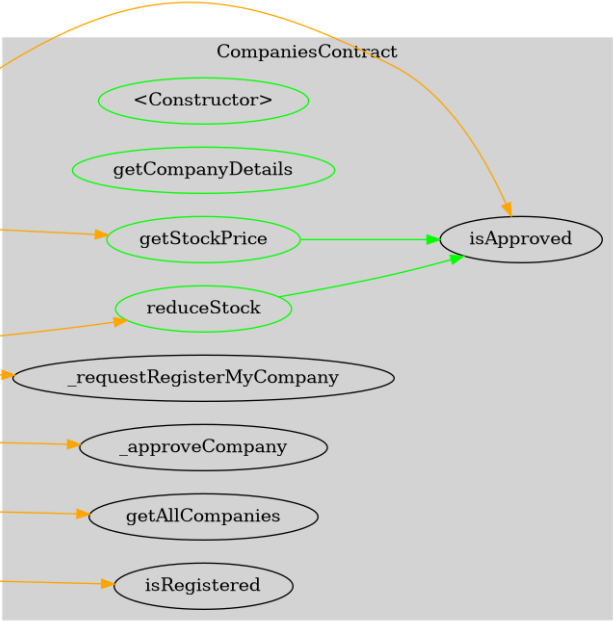 CompaniesContract
<Constructor>
getCompanyDetails
getStockPrice
isApproved
reduceStock
_requestRegisterMyCompany
_approveCompany
getAllCompanies
isRegistered